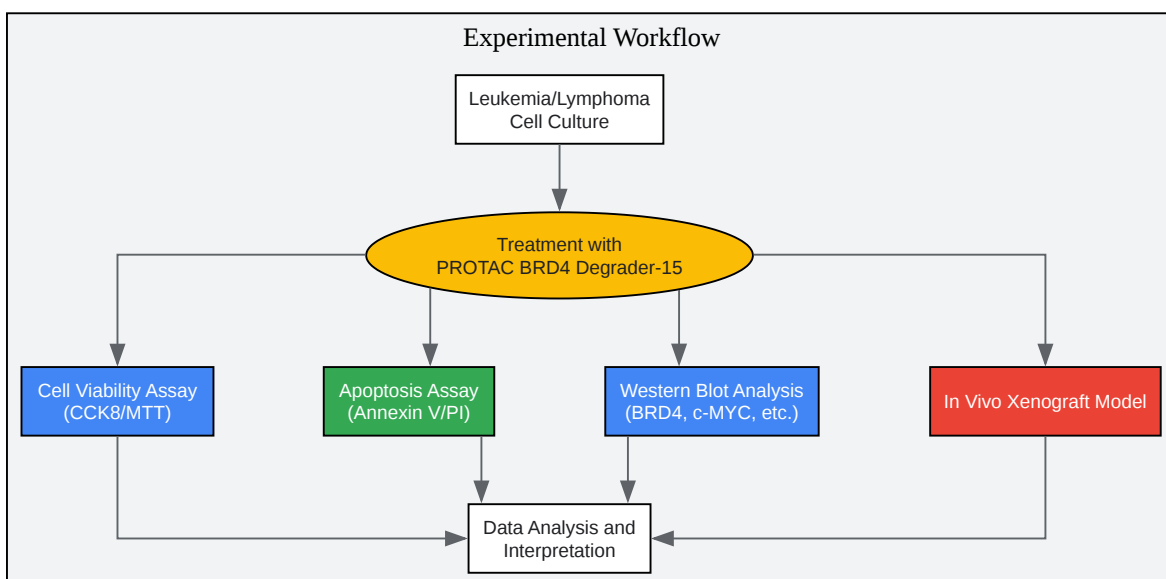 Experimental Workflow
Leukemia/Lymphoma
Cell Culture
Treatment with
PROTAC BRD4 Degrader-15
Cell Viability Assay
(CCK8/MTT)
Apoptosis Assay
(Annexin V/PI)
Western Blot Analysis
(BRD4, c-MYC, etc.)
In Vivo Xenograft Model
Data Analysis and
Interpretation